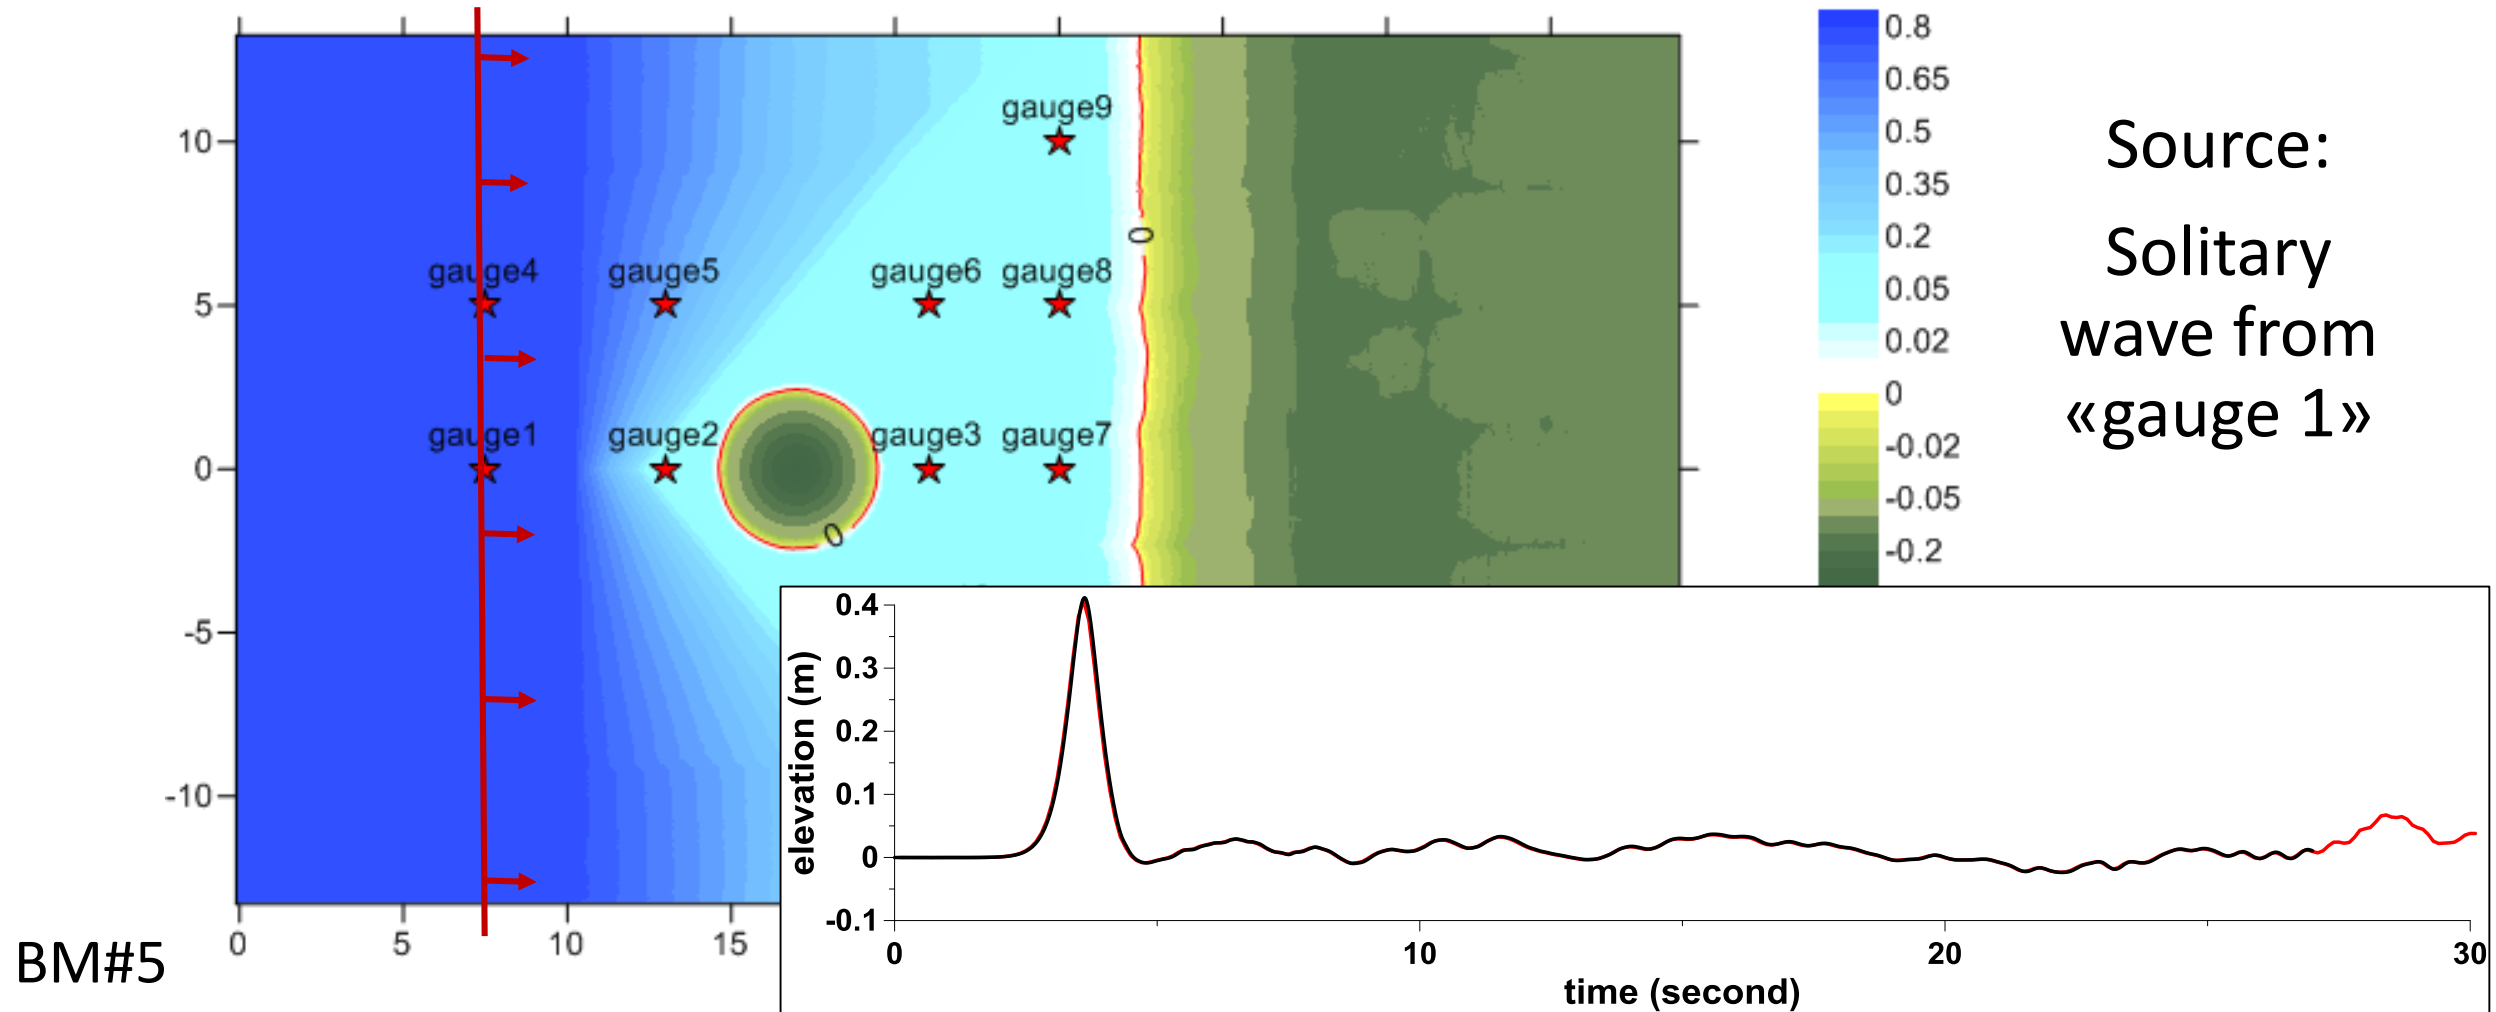 gauge9
gauge4
gauge5
gauge6
gauge8
gauge1
gauge2
gauge3
gauge7
0
0
10
5
0
-5
-10
0
5
10
15
0.8
0.65
0.5
0.35
0.2
0.05
0.02
0
-0.02
-0.05
-0.2
Source:
Solitary
wave from
«gauge 1»
BM#5
elevation (m)
0.4
0.3
0.2
0.1
0
-0.1
0
10
20
30
time (second)